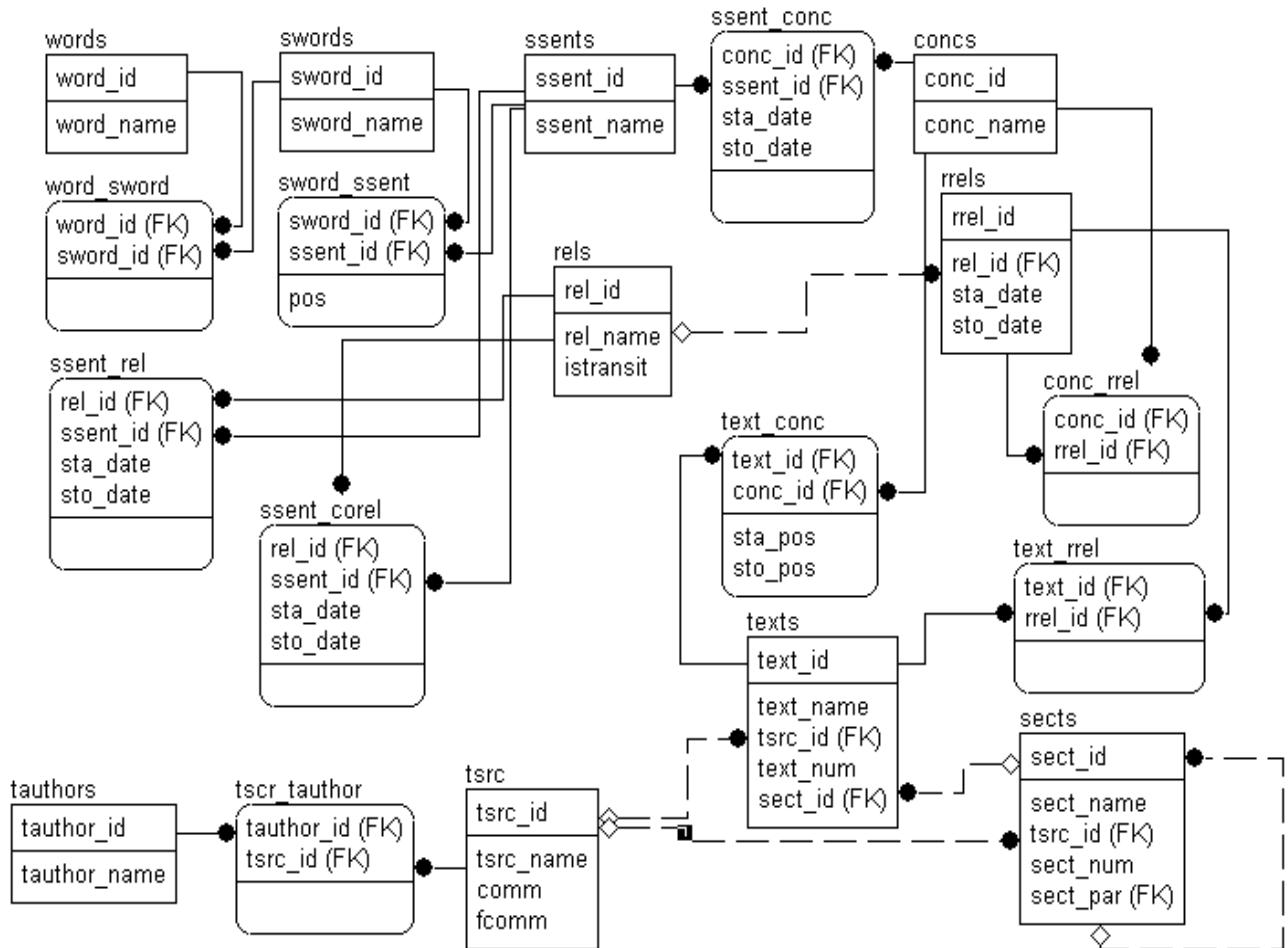 words
word_id
word_name
swords
sword_id
sword_name
ssents
ssent_id
ssent_name
ssent_conc
conc_id (FK)
ssent_id (FK)
sta_date
sto_date
concs
conc_id
conc_name
word_sword
word_id (FK)
sword_id (FK)
sword_ssent
sword_id (FK)
ssent_id (FK)
pos
rels
rel_id
rel_name
istransit
rrels
rrel_id
rel_id (FK)
sta_date
sto_date
ssent_rel
rel_id (FK)
ssent_id (FK)
sta_date
sto_date
conc_rrel
conc_id (FK)
rrel_id (FK)
text_conc
text_id (FK)
conc_id (FK)
sta_pos
sto_pos
ssent_corel
rel_id (FK)
ssent_id (FK)
sta_date
sto_date
text_rrel
text_id (FK)
rrel_id (FK)
texts
text_id
text_name
tsrc_id (FK)
text_num
sect_id (FK)
sects
sect_id
sect_name
tsrc_id (FK)
sect_num
sect_par (FK)
tauthors
tauthor_id
tauthor_name
tscr_tauthor
tauthor_id (FK)
tsrc_id (FK)
tsrc
tsrc_id
tsrc_name
comm
fcomm